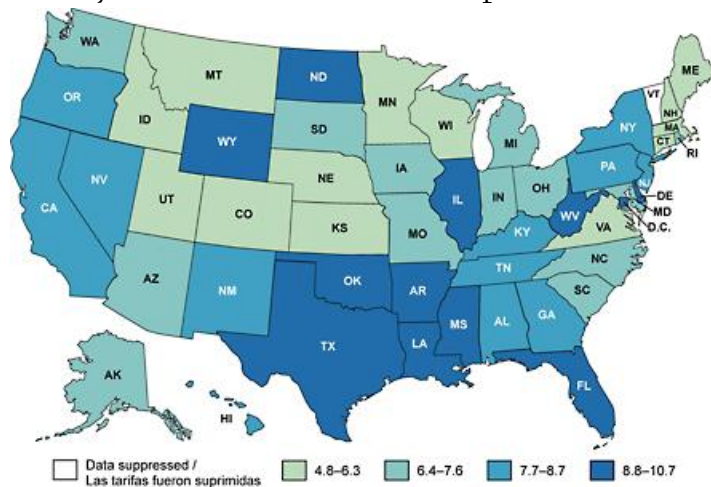 WA
MT
ND
MN
ME
VT
NH
MA
CT
RI
OR
ID
WY
SD
WI
MI
NY
PA
NJ
NV
UT
CO
NE
IA
IL
IN
OH
WV
DE
MD
D.C.
CA
KS
MO
KY
VA
AZ
NM
OK
AR
TN
NC
SC
TX
LA
MS
AL
GA
FL
AK
HI
Data suppressed /
Las tarifas fueron suprimidas
4.8–6.3
6.4–7.6
7.7–8.7
8.8–10.7